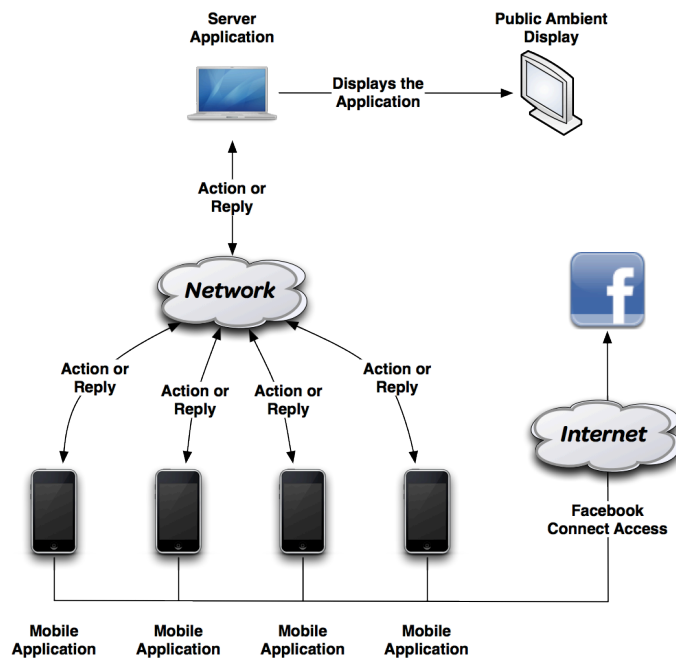 Server
Application
Public Ambient
Display
Displays the
Application
Action or
Reply
Network
f
Action or
Reply
Action or
Reply
Action or
Reply
Action or
Reply
Internet
Facebook
Connect Access
Mobile
Application
Mobile
Application
Mobile
Application
Mobile
Application